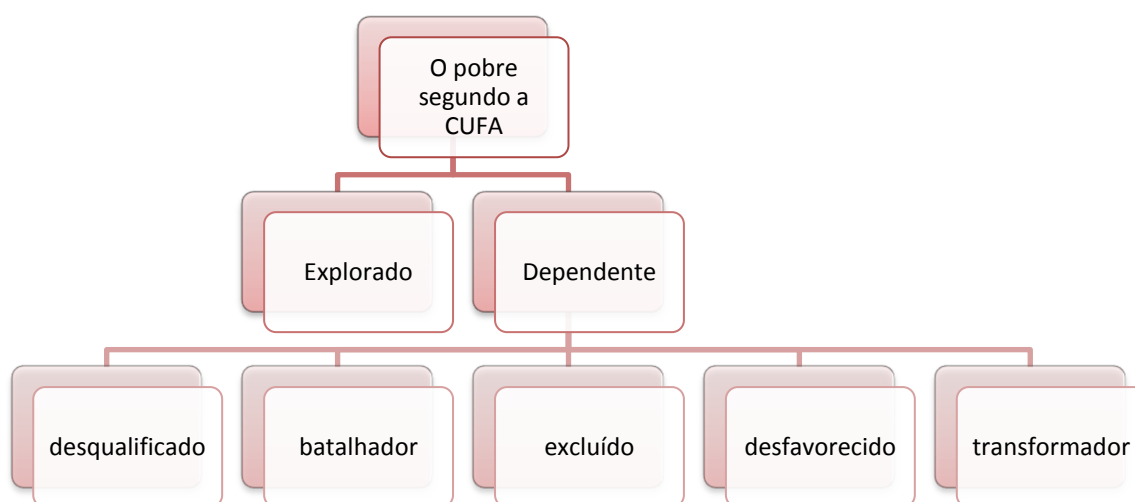 O pobre
segundo a
CUFA
Explorado
Dependente
desqualificado
batalhador
excluído
desfavorecido
transformador